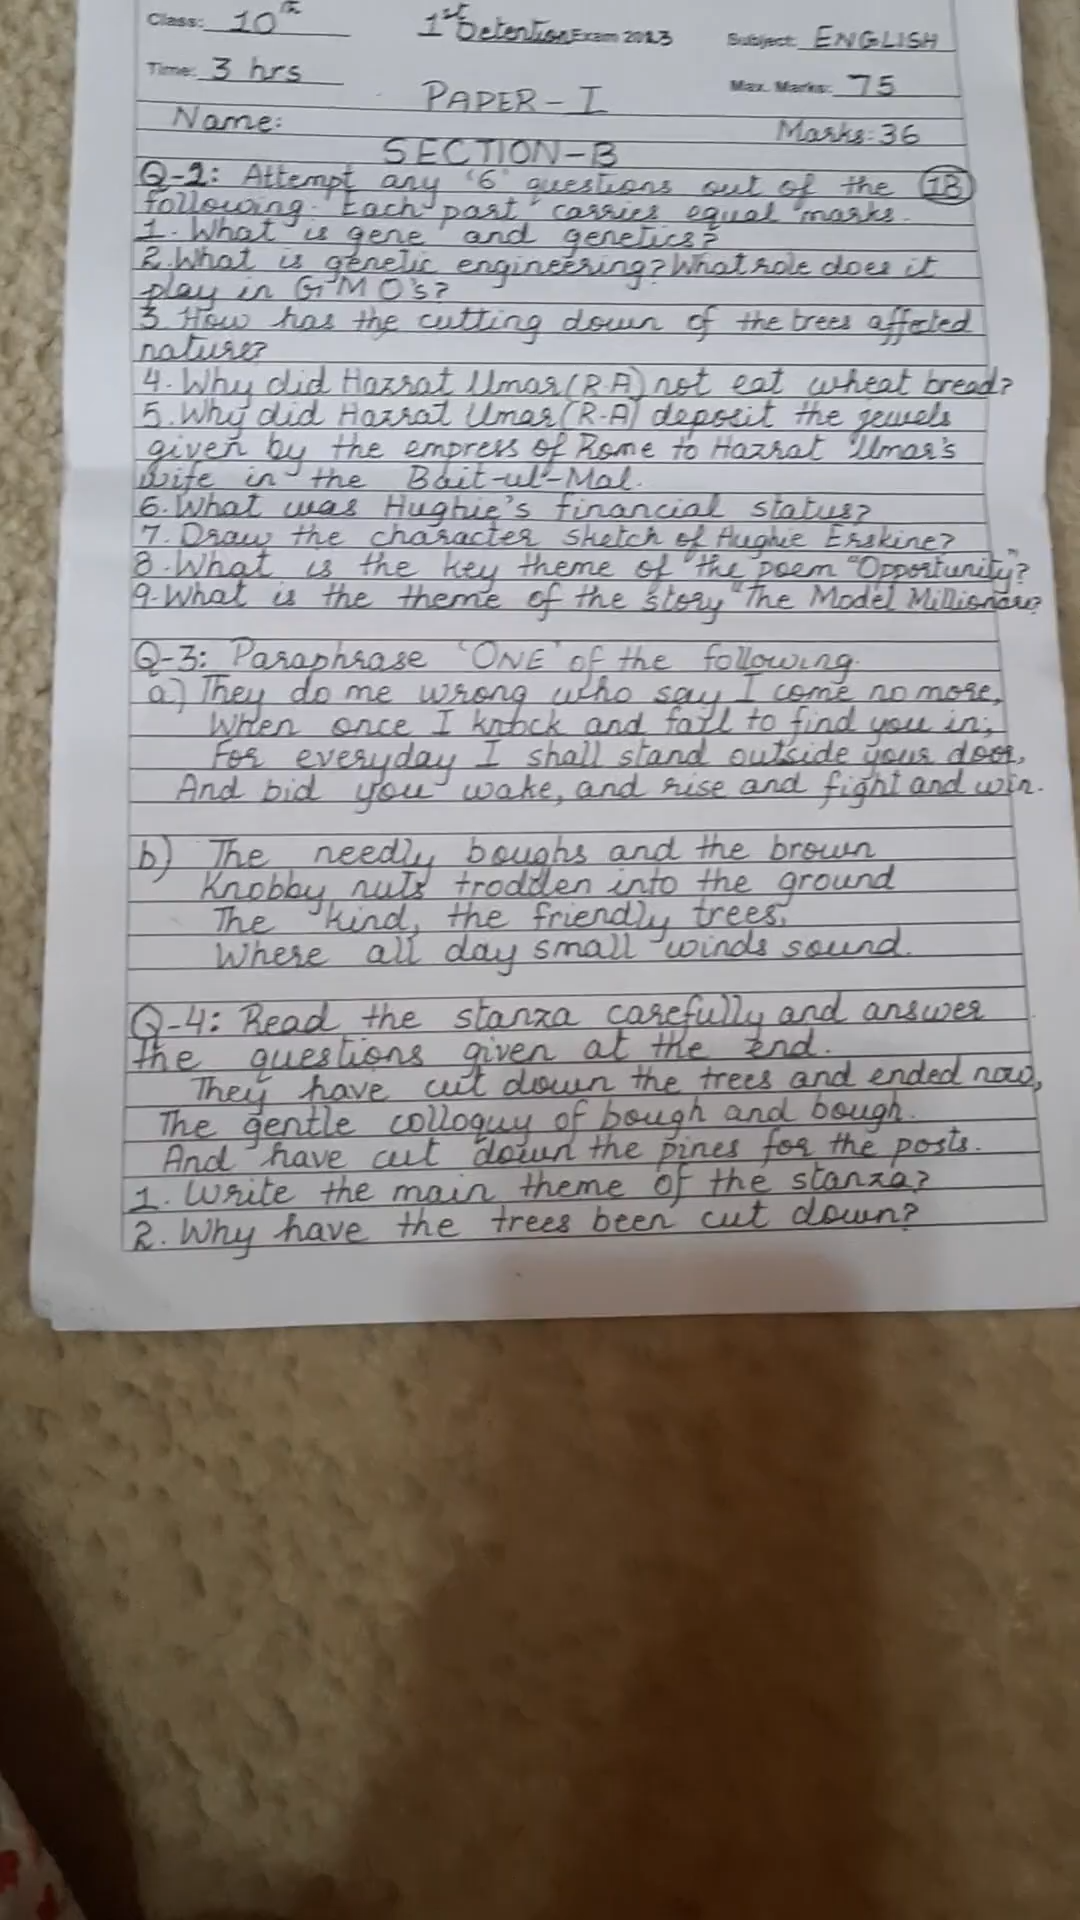 Class: 10th 1st Detention Exam 2023 Subject: ENGLISH
Time: 3 hrs PAPER-I Max. Marks: 75
Name: Marks:36
SECTION-B
Q-2: Attempt any '6' questions out of the (18)
following. Each part carries equal marks.
1. What is gene and genetics?
2. What is genetic engineering? What role does it
play in GMO's?
3. How has the cutting down of the trees affected
nature?
4. Why did Hazrat Umar (R.A) not eat wheat bread?
5. Why did Hazrat Umar (R-A) deposit the jewels
given by the empress of Rome to Hazrat Umar's
wife in the Bait-ul-Mal.
6. What was Hughie's financial status?
7. Draw the character sketch of Hughie Erskine?
8. What is the key theme of the poem "Opportunity"?
9. What is the theme of the story "The Model Millionare?
Q-3: Paraphrase 'ONE' of the following.
a) They do me wrong who say I come no more,
When once I knock and fail to find you in;
For everyday I shall stand outside your door,
And bid you wake, and rise and fight and win.
b) The needly boughs and the brown
Knobby nuts trodden into the ground
The kind, the friendly trees,
Where all day small winds sound.
Q-4: Read the stanza carefully and answer
the questions given at the end.
They have cut down the trees and ended now,
The gentle colloquy of bough and bough.
And have cut down the pines for the posts.
1. Write the main theme of the stanza?
2. Why have the trees been cut down?